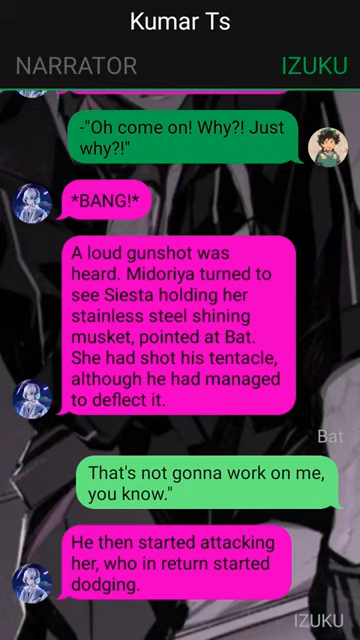 Kumar Ts
NARRATOR
IZUKU
-"Oh come on! Why?! Just
why?!"
*BANG!*
A loud gunshot was
heard. Midoriya turned to
see Siesta holding her
stainless steel shining
musket, pointed at Bat.
She had shot his tentacle,
although he had managed
to deflect it.
Bat
That's not gonna work on me,
you know."
He then started attacking
her, who in return started
dodging.
IZUKU